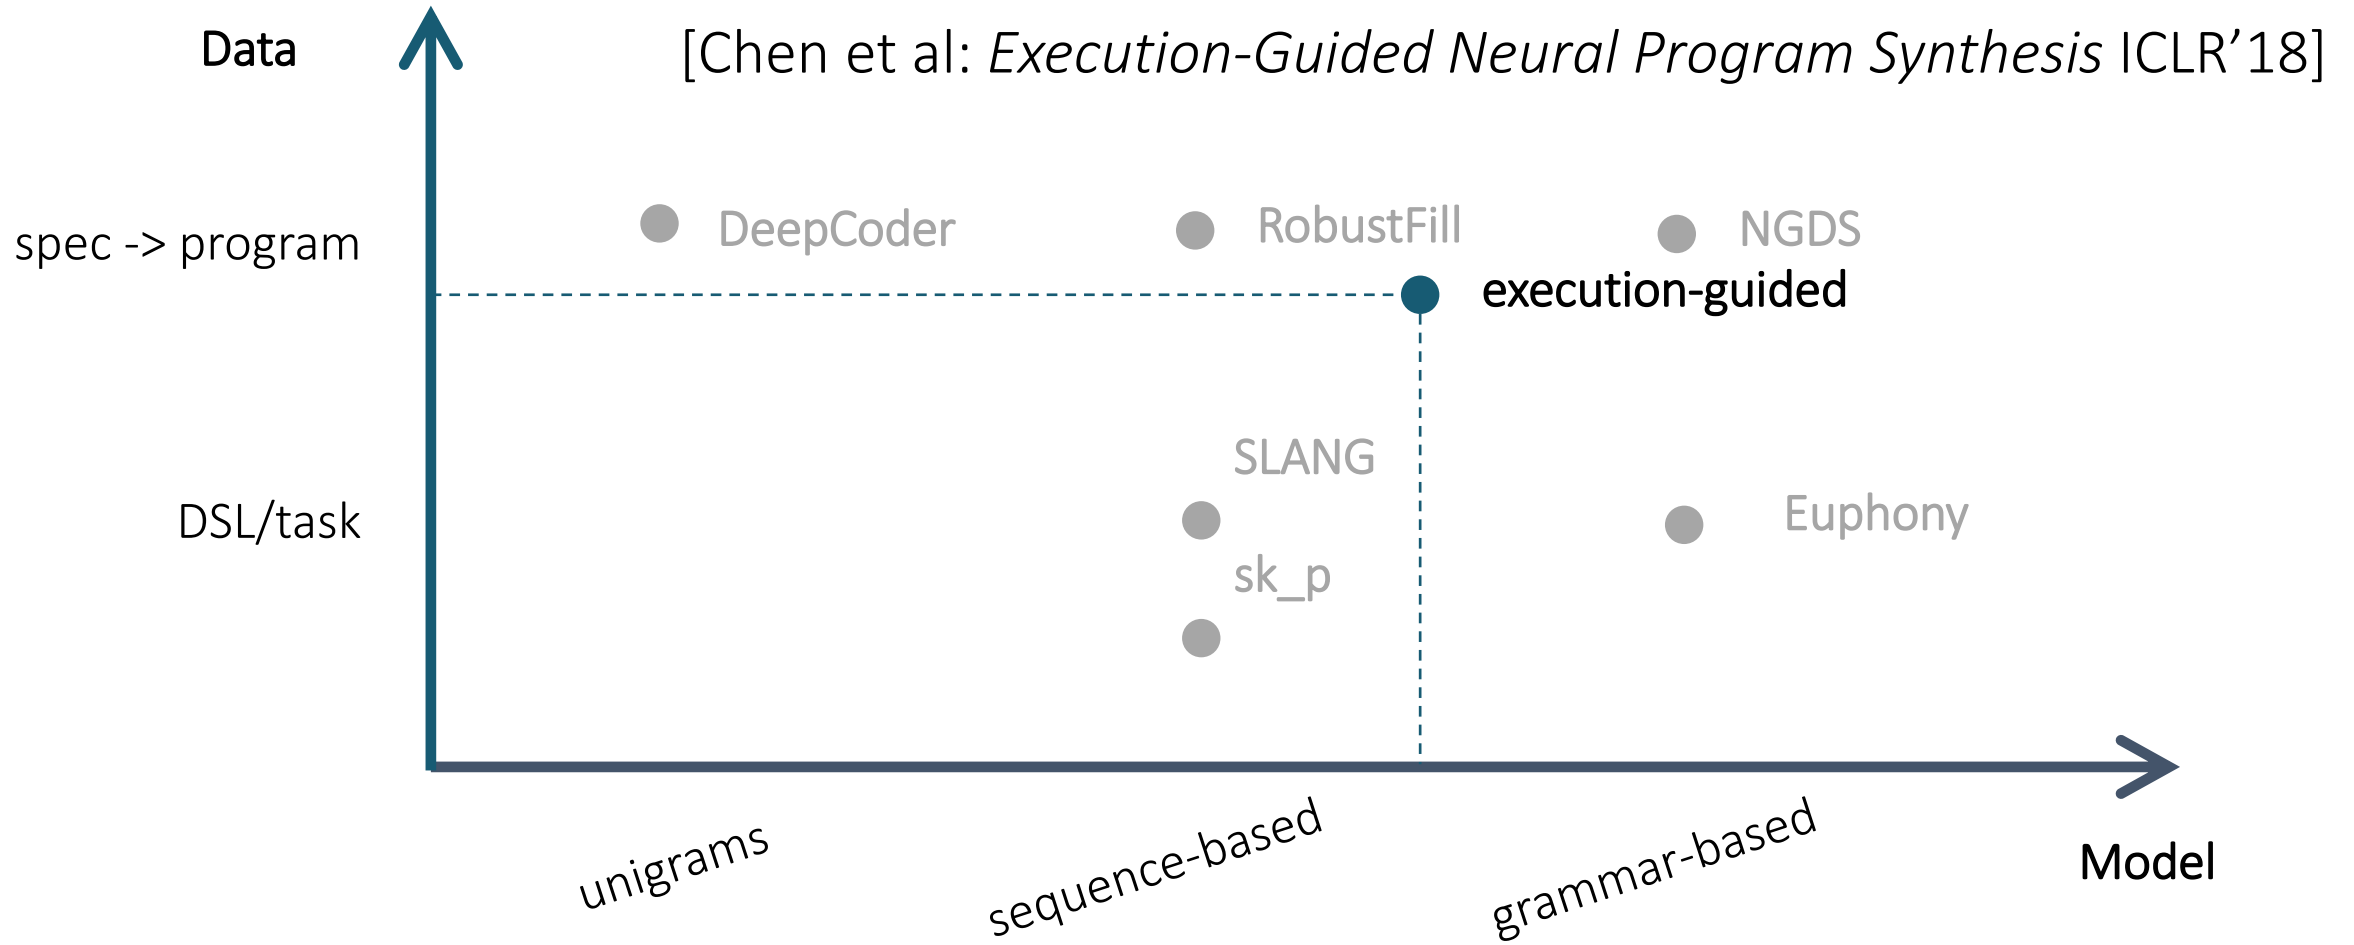 Data
[Chen et al: Execution-Guided Neural Program Synthesis ICLR’18]
spec -> program
DeepCoder
RobustFill
NGDS
execution-guided
SLANG
DSL/task
Euphony
sk_p
unigrams
sequence-based
grammar-based
Model